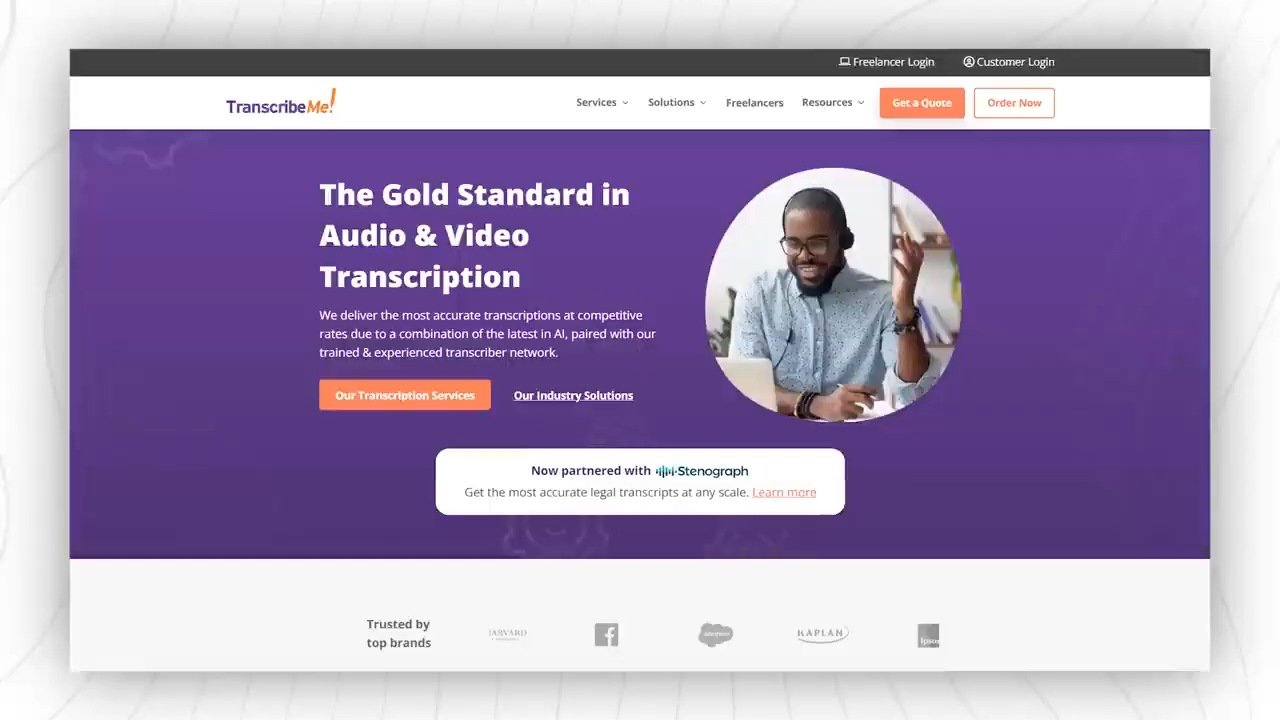 Freelancer Login
Customer Login
TranscribeMe!
Services
Solutions
Freelancers
Resources
Get a Quote
Order Now
The Gold Standard in
Audio & Video
Transcription
We deliver the most accurate transcriptions at competitive
rates due to a combination of the latest in AI, paired with our
trained & experienced transcriber network.
Our Transcription Services
Our Industry Solutions
Now partnered with Stenograph
Get the most accurate legal transcripts at any scale. Learn more
Trusted by
top brands
KAPLAN